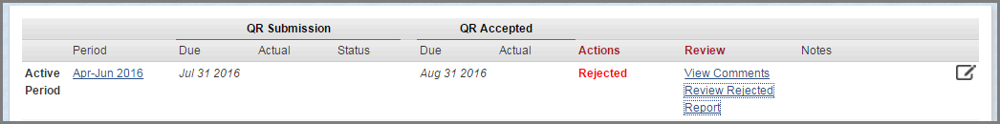 QR Submission QR Accepted
Period Due Actual Status Due Actual Actions Review Notes
Active Apr-Jun 2016 Jul 31 2016 Aug 31 2016 Rejected View Comments
Period Review Rejected
Report